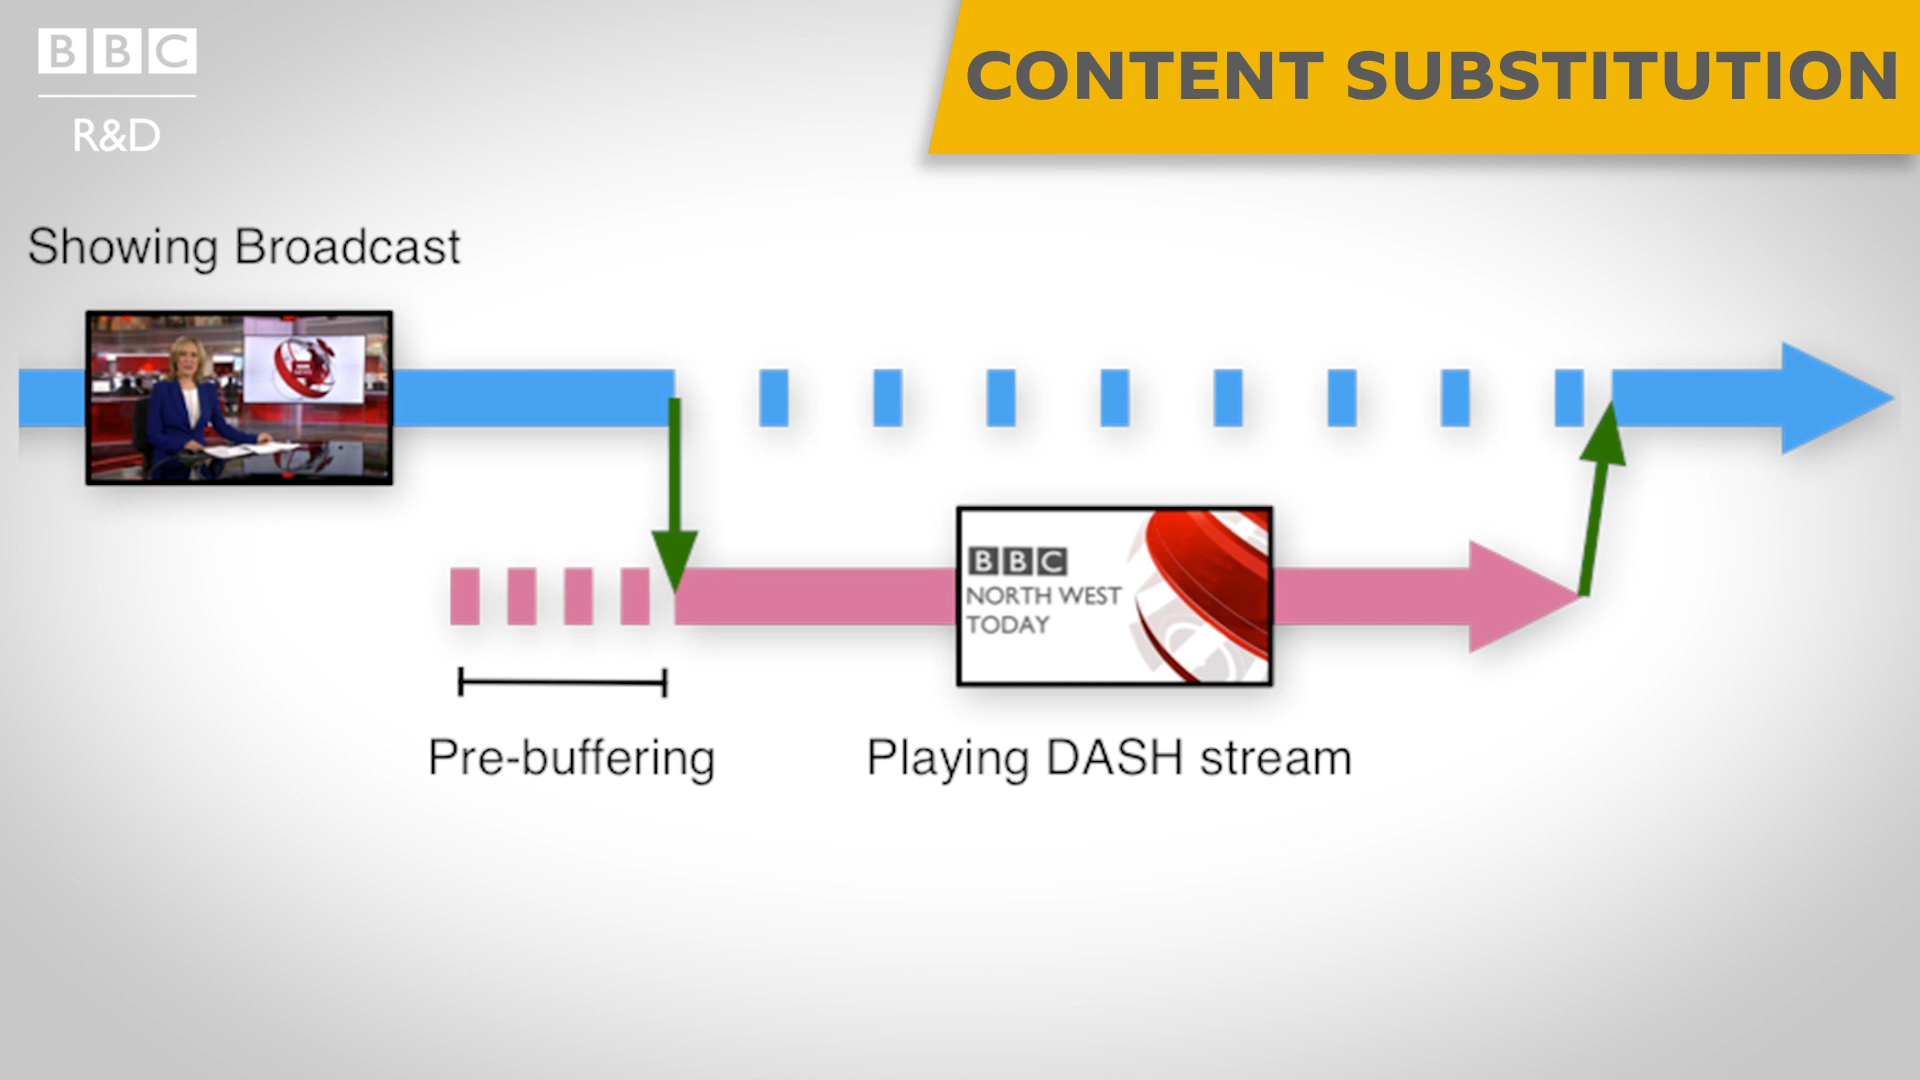 BBC
R&D
CONTENT SUBSTITUTION
Showing Broadcast
BBC
NORTH WEST
TODAY
Pre-buffering
Playing DASH stream